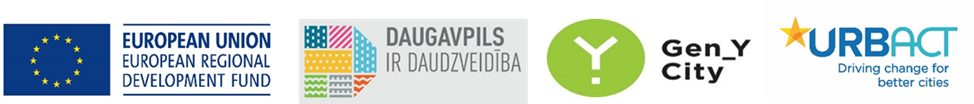 EUROPEAN UNION
EUROPEAN REGIONAL
DEVELOPMENT FUND
DAUGAVPILS
IR DAUDZVEIDĪBA
Y
Gen_Y
City
URBACT
Driving change for
better cities